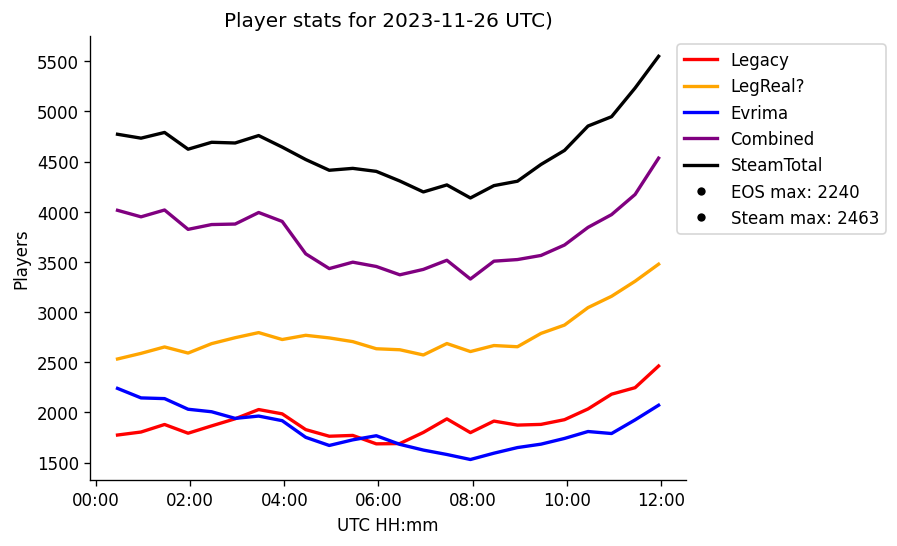 Player stats for 2023-11-26 UTC)
Players
5500
5000
4500
4000
3500
3000
2500
2000
1500
00:00 02:00 04:00 06:00 08:00 10:00 12:00
UTC HH:mm
Legacy
LegReal?
Evrima
Combined
SteamTotal
EOS max: 2240
Steam max: 2463